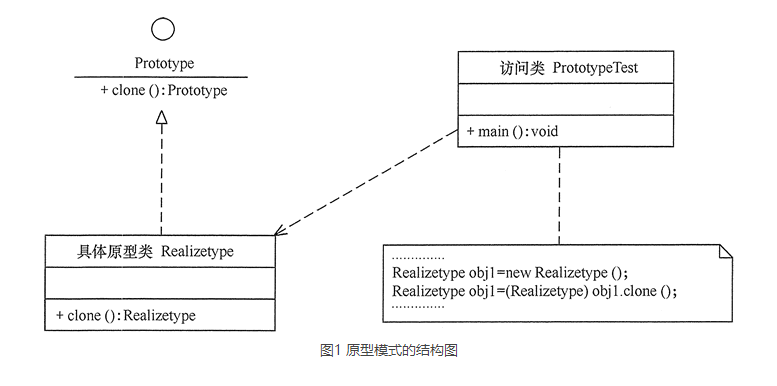 Prototype
+ clone ():Prototype
访问类 PrototypeTest
+ main ():void
具体原型类 Realizetype
+ clone ():Realizetype
..............
Realizetype obj1=new Realizetype ();
Realizetype obj1=(Realizetype) obj1.clone ();
..............
图1 原型模式的结构图